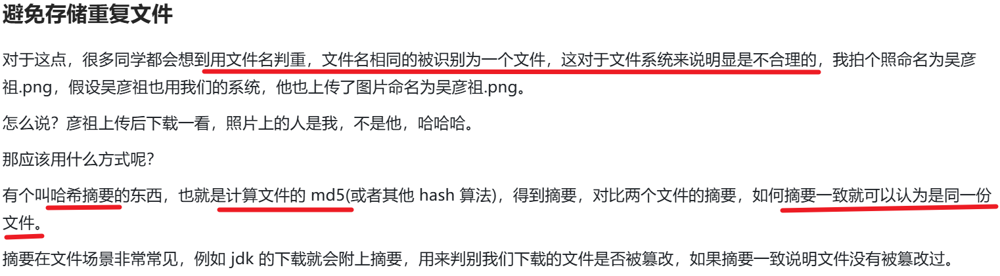 避免存储重复文件
对于这点，很多同学都会想到用文件名判重，文件名相同的被识别为一个文件，这对于文件系统来说明显是不合理的，我拍个照命名为吴彦
祖.png，假设吴彦祖也用我们的系统，他也上传了图片命名为吴彦祖.png。
怎么说？彦祖上传后下载一看，照片上的人是我，不是他，哈哈哈。
那应该用什么方式呢？
有个叫哈希摘要的东西，也就是计算文件的 md5(或者其他 hash 算法)，得到摘要，对比两个文件的摘要，如何摘要一致就可以认为是同一份
文件。
摘要在文件场景非常常见，例如 jdk 的下载就会附上摘要，用来判别我们下载的文件是否被篡改，如果摘要一致说明文件没有被篡改过。